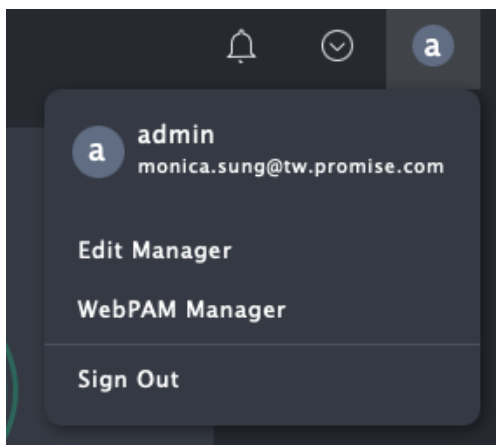 a
a
admin
monica.sung@tw.promise.com
Edit Manager
WebPAM Manager
Sign Out